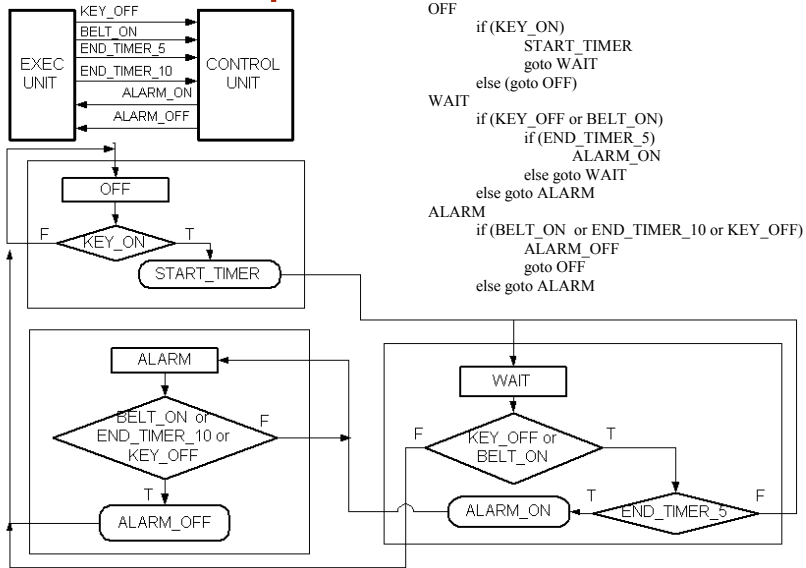 KEY_OFF
BELT_ON
END_TIMER_5
END_TIMER_10
ALARM_ON
ALARM_OFF
EXEC
UNIT
CONTROL
UNIT
OFF
if (KEY_ON)
START_TIMER
goto WAIT
else (goto OFF)
WAIT
if (KEY_OFF or BELT_ON)
if (END_TIMER_5)
ALARM_ON
else goto WAIT
else goto ALARM
ALARM
if (BELT_ON or END_TIMER_10 or KEY_OFF)
ALARM_OFF
goto OFF
else goto ALARM
OFF
F
KEY_ON
T
START_TIMER
ALARM
BELT_ON or
END_TIMER_10 or
KEY_OFF
F
T
ALARM_OFF
WAIT
F
KEY_OFF or
BELT_ON
T
T
END_TIMER_5
F
ALARM_ON